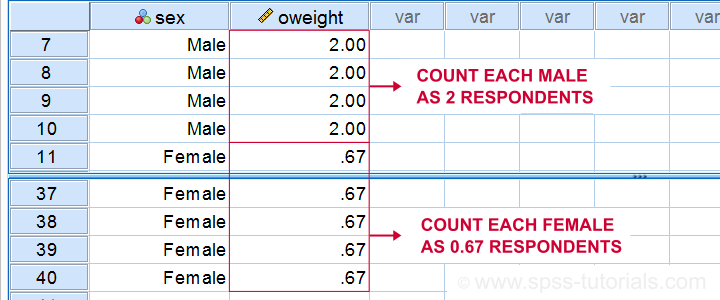 sex oweight var var var var var
7 Male 2.00
8 Male 2.00
9 Male 2.00
10 Male 2.00
11 Female .67
COUNT EACH MALE
AS 2 RESPONDENTS
37 Female .67
38 Female .67
39 Female .67
40 Female .67
COUNT EACH FEMALE
AS 0.67 RESPONDENTS
© www.spss-tutorials.com